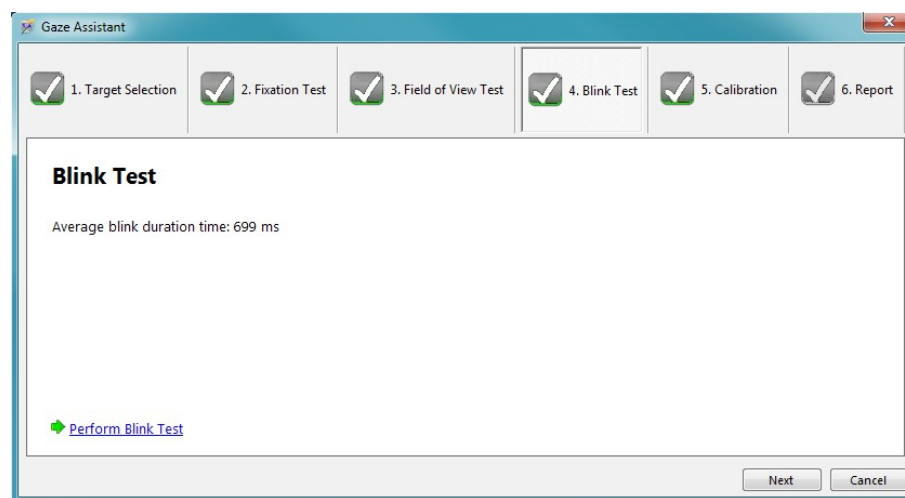 Gaze Assistant
1. Target Selection
2. Fixation Test
3. Field of View Test
4. Blink Test
5. Calibration
6. Report
Blink Test
Average blink duration time: 699 ms
Perform Blink Test
Next
Cancel